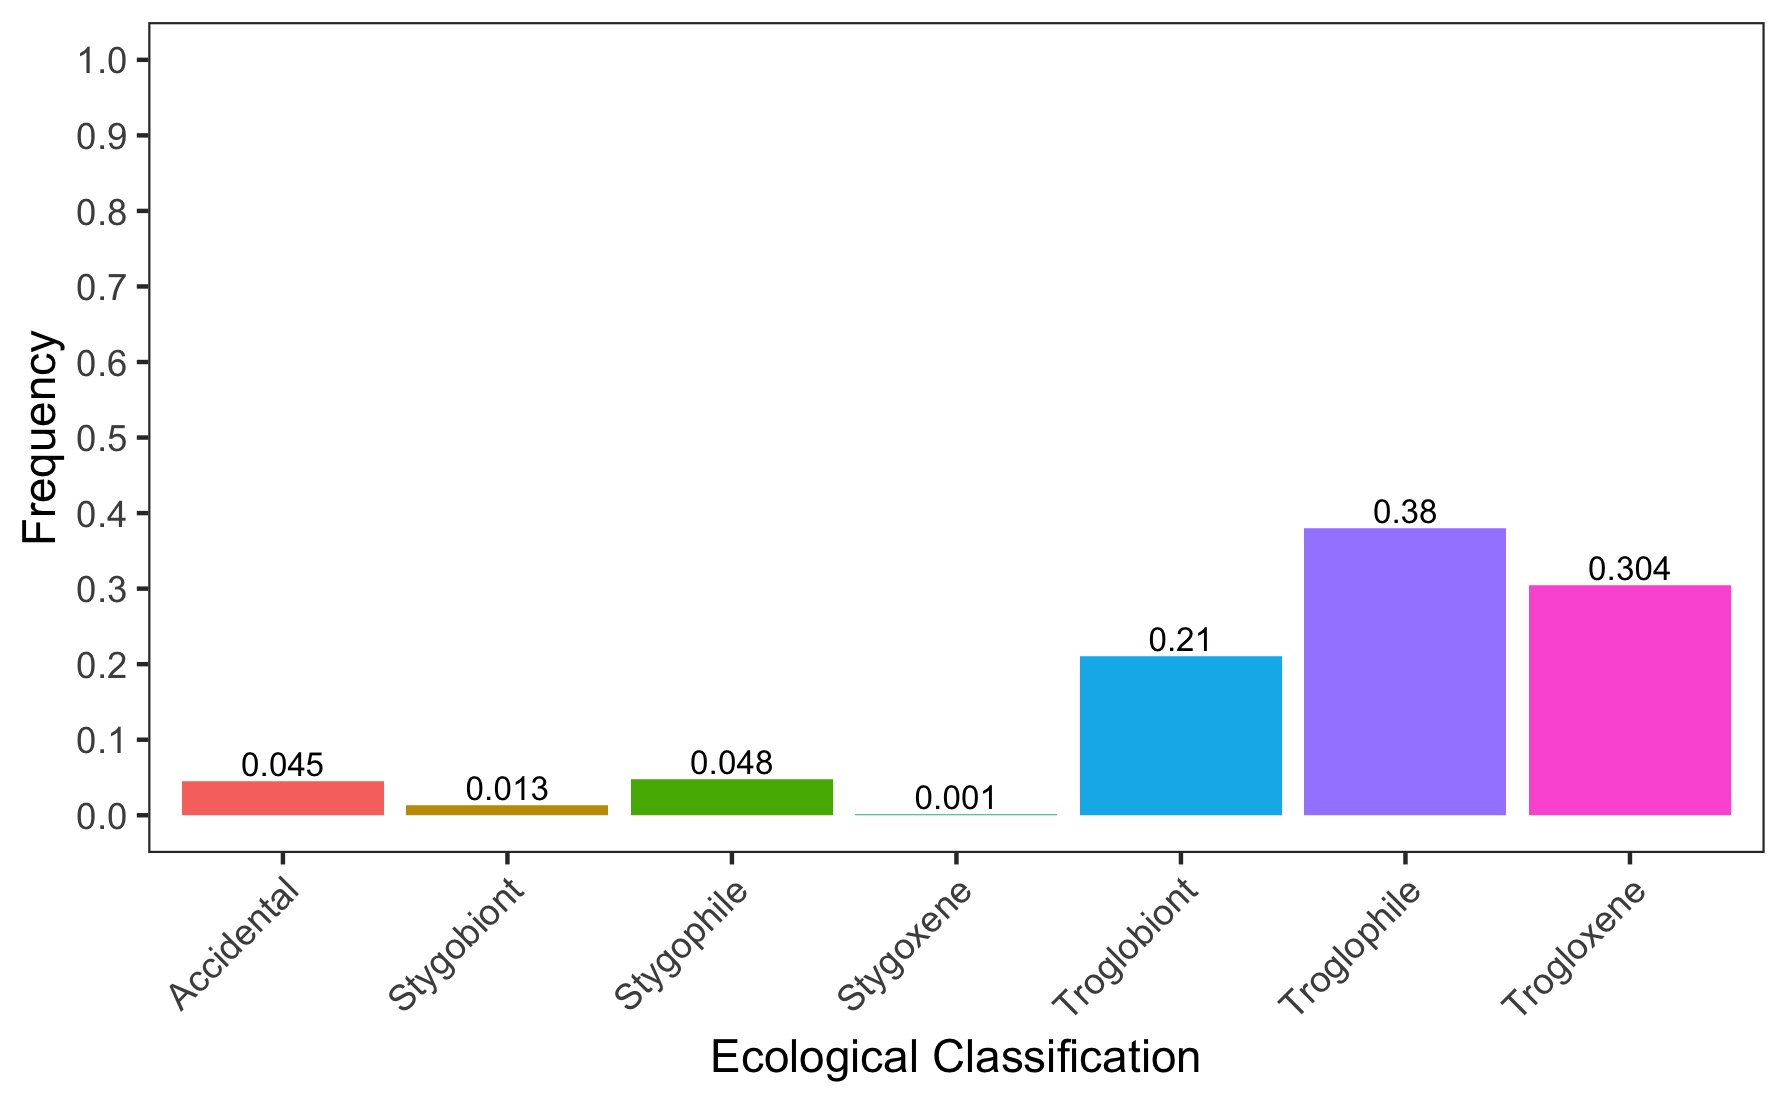 Frequency
1.0
0.9
0.8
0.7
0.6
0.5
0.4
0.3
0.2
0.1
0.0
0.045
0.013
0.048
0.001
0.21
0.38
0.304
Accidental
Stygobiont
Stygophile
Stygoxene
Troglobiont
Troglophile
Trogloxene
Ecological Classification